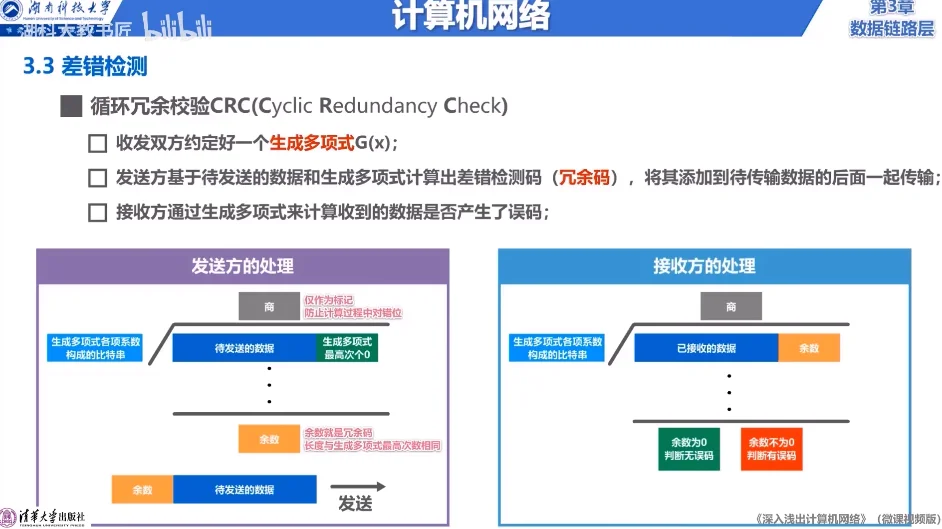 湖南科技大学
Hunan University of Science and Technology
湖科大教书匠 bilibili
计算机网络
第3章
数据链路层
3.3 差错检测
循环冗余校验CRC(Cyclic Redundancy Check)
收发双方约定好一个生成多项式G(x);
发送方基于待发送的数据和生成多项式计算出差错检测码（冗余码），将其添加到待传输数据的后面一起传输;
接收方通过生成多项式来计算收到的数据是否产生了误码;
发送方的处理
商
仅作为标记
防止计算过程中对错位
生成多项式各项系数
构成的比特串
待发送的数据
生成多项式
最高次个0
余数
余数就是冗余码
长度与生成多项式最高次数相同
余数
待发送的数据
发送
接收方的处理
商
生成多项式各项系数
构成的比特串
已接收的数据
余数
余数为0
判断无误码
余数不为0
判断有误码
清华大学出版社
TSINGHUA UNIVERSITY PRESS
《深入浅出计算机网络》（微课视频版）